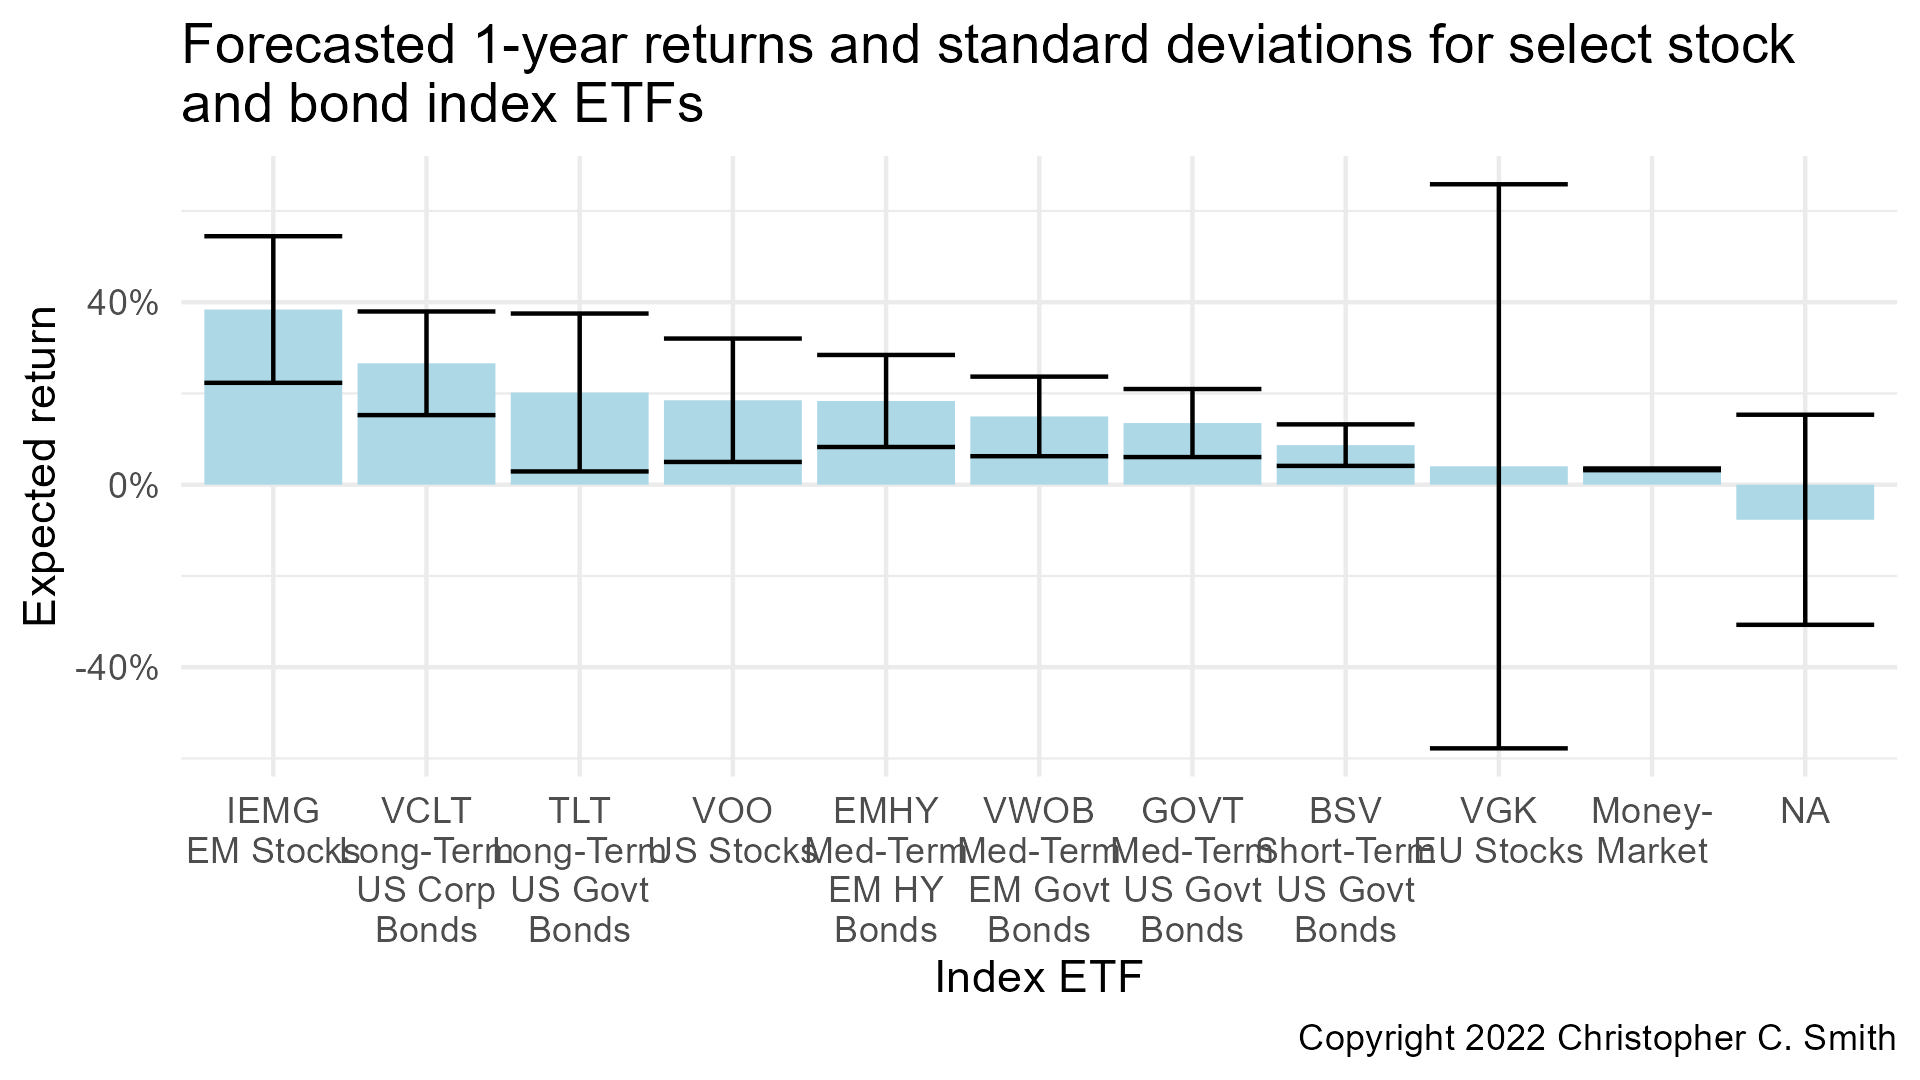 Forecasted 1-year returns and standard deviations for select stock
and bond index ETFs
Expected return
40%
0%
-40%
IEMG
EM Stocks
VCLT
Long-Term
US Corp
Bonds
TLT
Long-Term
US Govt
Bonds
VOO
US Stocks
EMHY
Med-Term
EM HY
Bonds
VWOB
Med-Term
EM Govt
Bonds
GOVT
Med-Term
US Govt
Bonds
BSV
Short-Term
US Govt
Bonds
VGK
EU Stocks
Money-
Market
NA
Index ETF
Copyright 2022 Christopher C. Smith